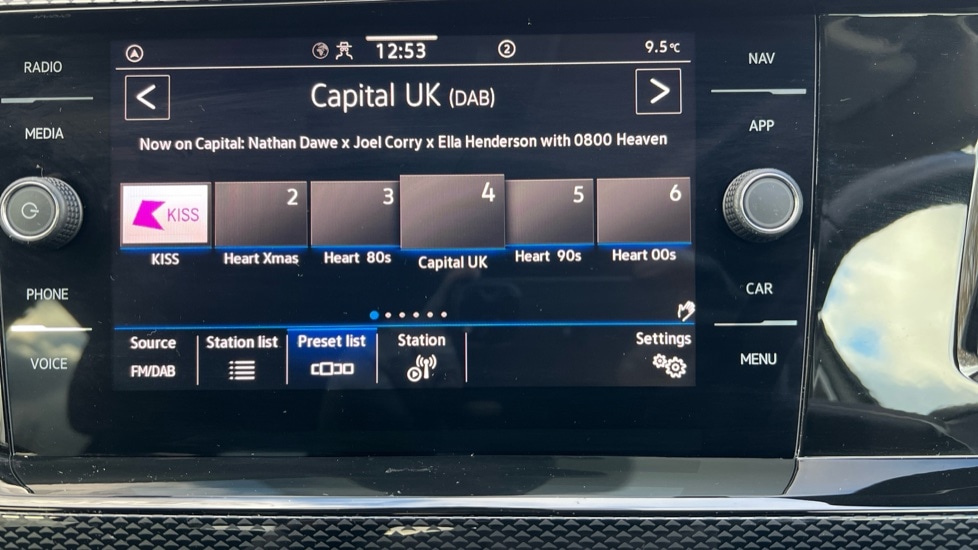 RADIO
MEDIA
PHONE
VOICE
12:53
2
9.5°C
Capital UK (DAB)
Now on Capital: Nathan Dawe x Joel Corry x Ella Henderson with 0800 Heaven
KISS
2
3
4
5
6
KISS
Heart Xmas
Heart 80s
Capital UK
Heart 90s
Heart 00s
Source
Station list
Preset list
Station
Settings
FM/DAB
NAV
APP
CAR
MENU